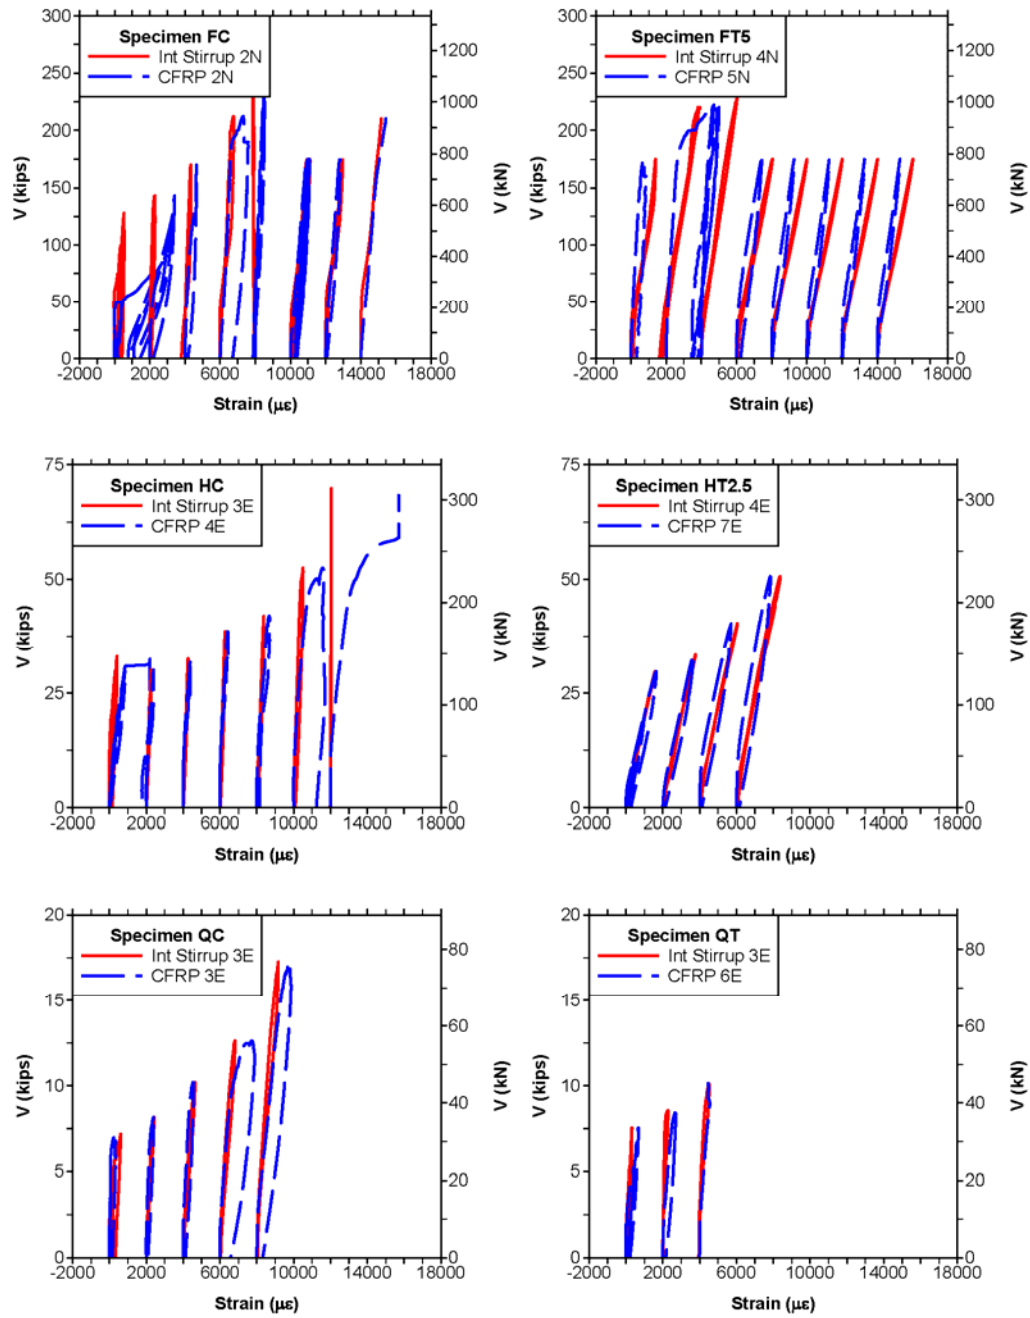 Specimen FC
Int Stirrup 2N
CFRP 2N
300
250
200
150
100
50
0
V (kips)
1200
1000
800
600
400
200
0
V (kN)
-2000 2000 6000 10000 14000 18000
Strain (με)
Specimen FT5
Int Stirrup 4N
CFRP 5N
300
250
200
150
100
50
0
V (kips)
1200
1000
800
600
400
200
0
V (kN)
-2000 2000 6000 10000 14000 18000
Strain (με)
Specimen HC
Int Stirrup 3E
CFRP 4E
75
50
25
0
V (kips)
300
200
100
0
V (kN)
-2000 2000 6000 10000 14000 18000
Strain (με)
Specimen HT2.5
Int Stirrup 4E
CFRP 7E
75
50
25
0
V (kips)
300
200
100
0
V (kN)
-2000 2000 6000 10000 14000 18000
Strain (με)
Specimen QC
Int Stirrup 3E
CFRP 3E
20
15
10
5
0
V (kips)
80
60
40
20
0
V (kN)
-2000 2000 6000 10000 14000 18000
Strain (με)
Specimen QT
Int Stirrup 3E
CFRP 6E
20
15
10
5
0
V (kips)
80
60
40
20
0
V (kN)
-2000 2000 6000 10000 14000 18000
Strain (με)